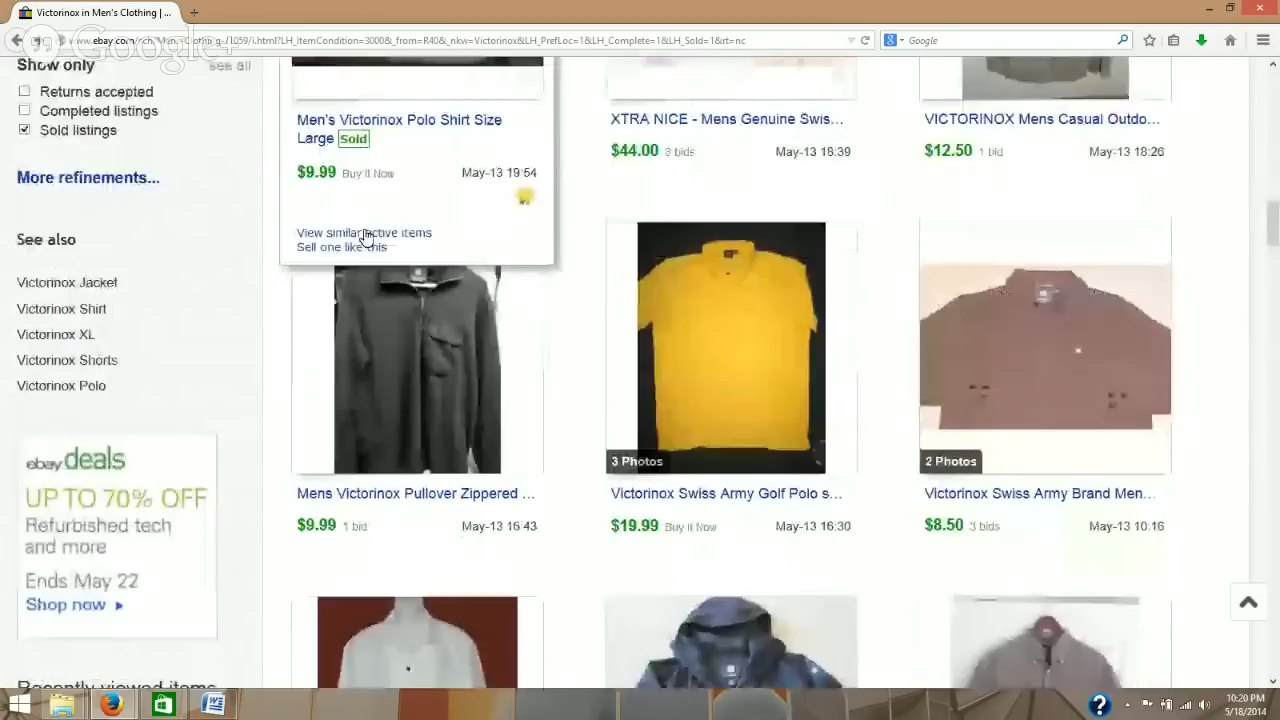 Victorinox in Men's Clothing | ...
www.ebay.com/sch/Mens-Clothing-/1059/i.html?LH_ItemCondition=3000&_from=R40&_nkw=Victorinox&LH_PrefLoc=1&LH_Complete=1&LH_Sold=1&rt=nc
Google
Google+
Show only
see all
Returns accepted
Completed listings
Sold listings
More refinements...
See also
Victorinox Jacket
Victorinox Shirt
Victorinox XL
Victorinox Shorts
Victorinox Polo
ebay deals
UP TO 70% OFF
Refurbished tech
and more
Ends May 22
Shop now
Recently viewed items
Men's Victorinox Polo Shirt Size
Large Sold
$9.99 Buy It Now May-13 19:54
View similar active items
Sell one like this
XTRA NICE - Mens Genuine Swis...
$44.00 3 bids May-13 18:39
VICTORINOX Mens Casual Outdo...
$12.50 1 bid May-13 18:26
3 Photos
2 Photos
Mens Victorinox Pullover Zippered ...
$9.99 1 bid May-13 16:43
Victorinox Swiss Army Golf Polo s...
$19.99 Buy It Now May-13 16:30
Victorinox Swiss Army Brand Men...
$8.50 3 bids May-13 10:16
10:20 PM
5/18/2014